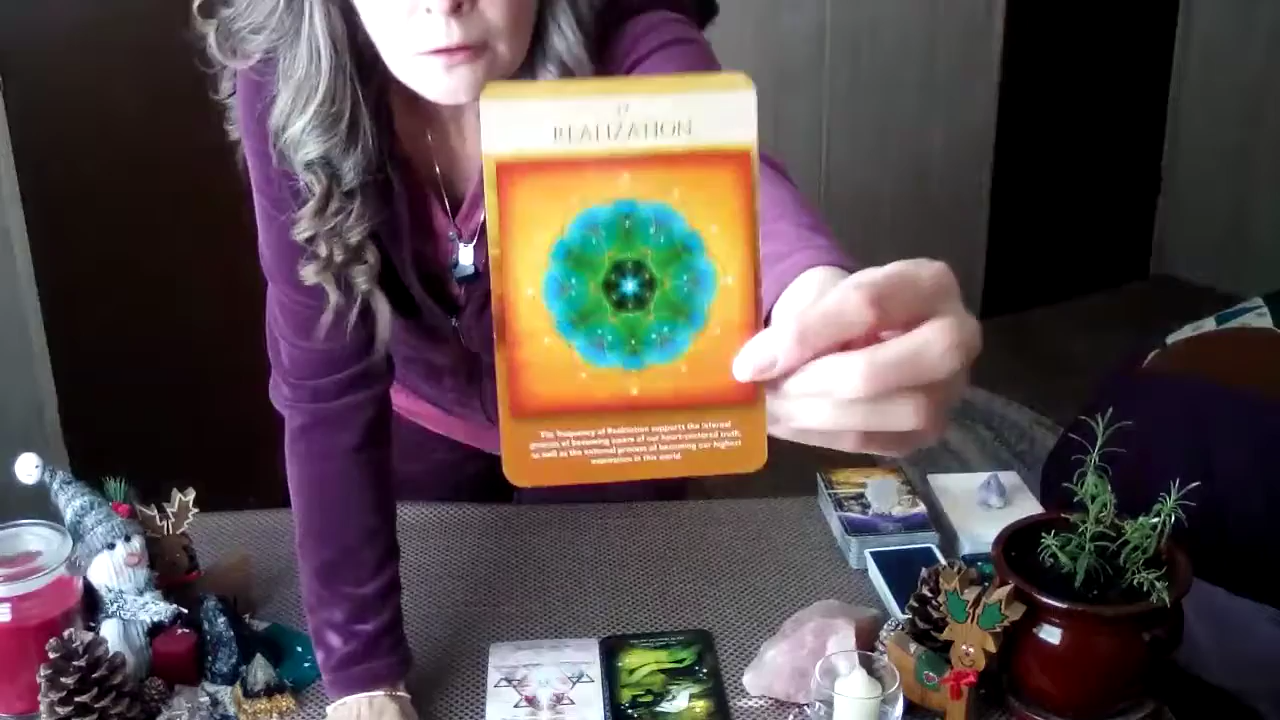 17
REALIZATION
The frequency of Realization supports the internal
process of becoming aware of our heart-centered truth,
as well as the external process of becoming our highest
expression in this world.